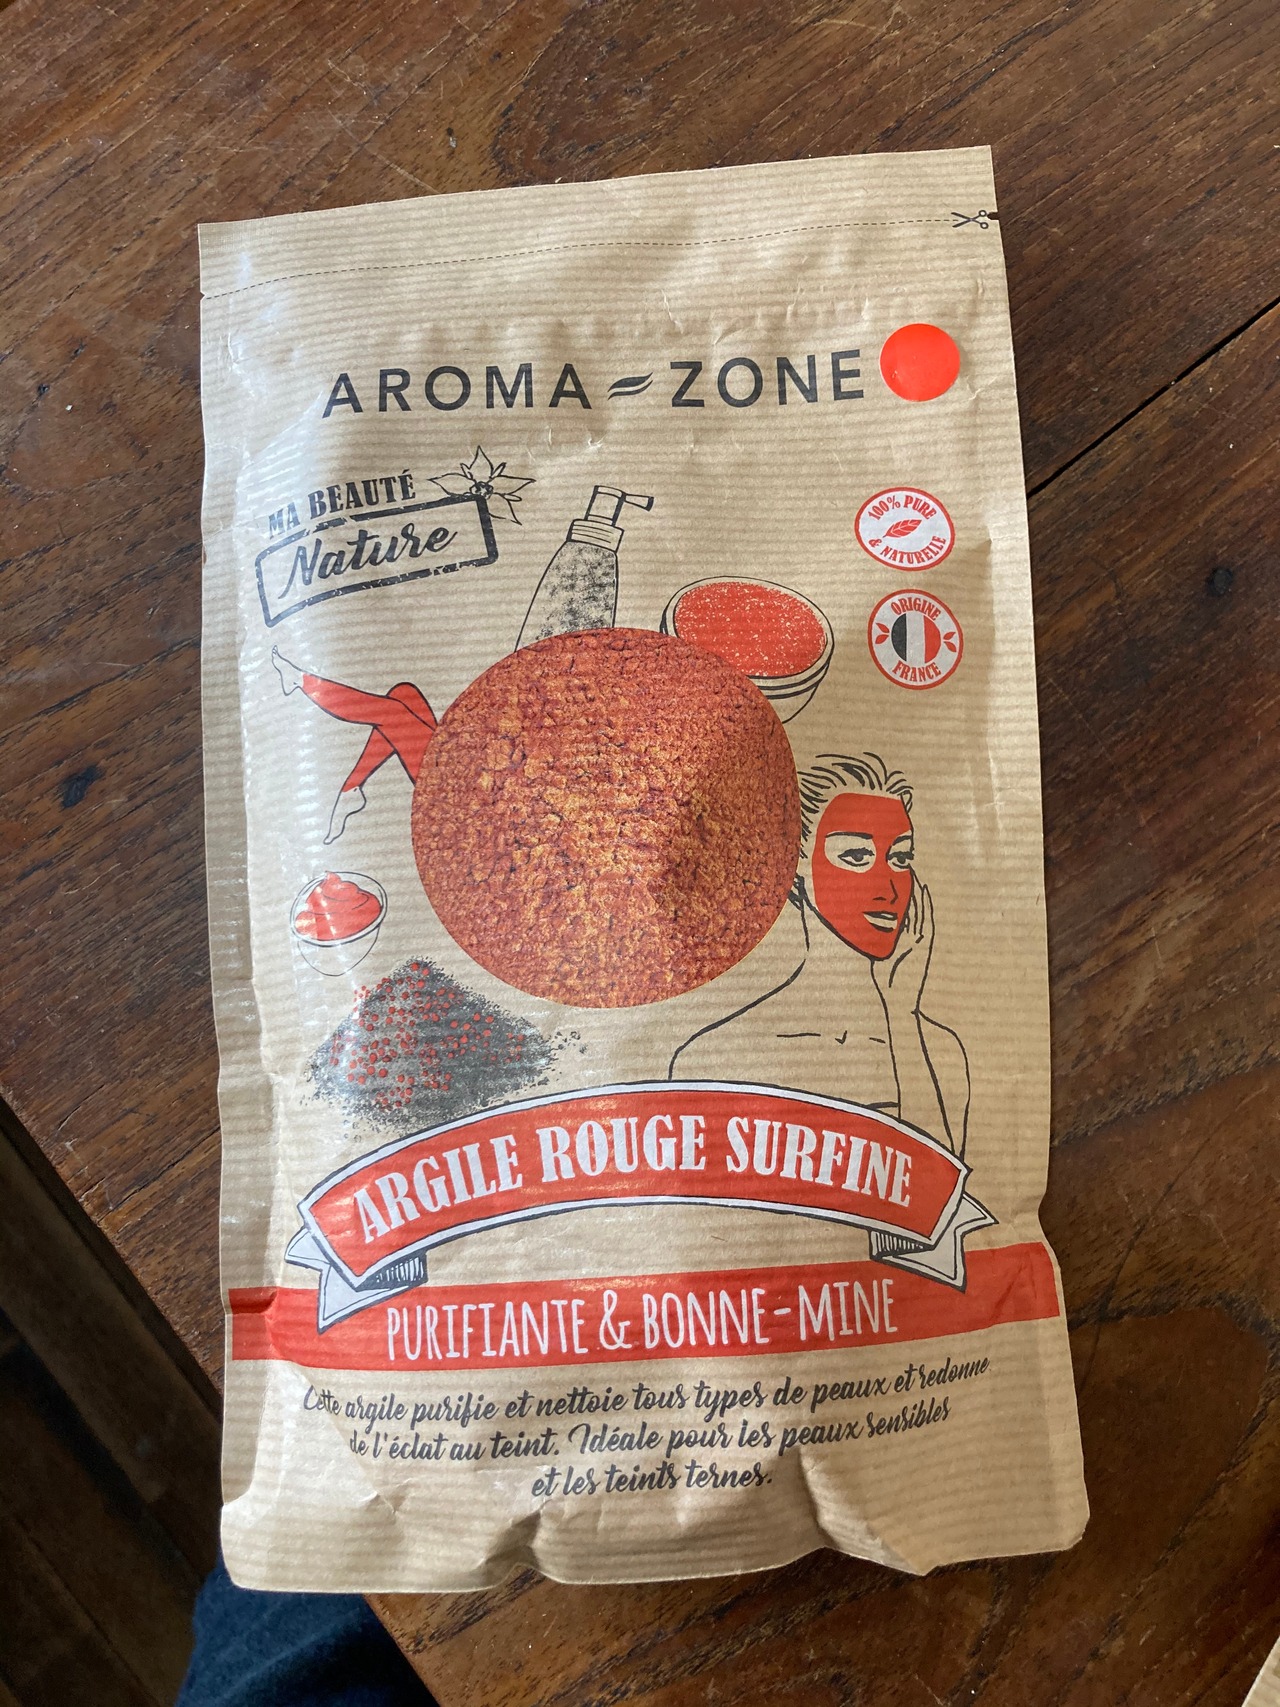 AROMA ZONE
MA BEAUTÉ
Nature
100% PURE
& NATURELLE
ORIGINE
FRANCE
ARGILE ROUGE SURFINE
PURIFIANTE & BONNE-MINE
Cette argile purifie et nettoie tous types de peaux et redonne
de l'éclat au teint. Idéale pour les peaux sensibles
et les teints ternes.